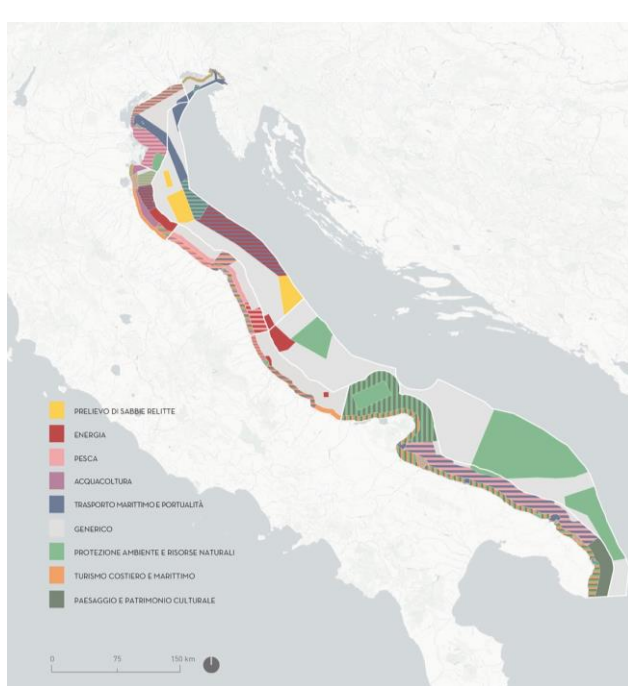 PRELIEVO DI SABBIE RELITTE
ENERGIA
PESCA
ACQUACOLTURA
TRASPORTO MARITTIMO E PORTUALITÀ
GENERICO
PROTEZIONE AMBIENTE E RISORSE NATURALI
TURISMO COSTIERO E MARITTIMO
PAESAGGIO E PATRIMONIO CULTURALE
0 75 150 km